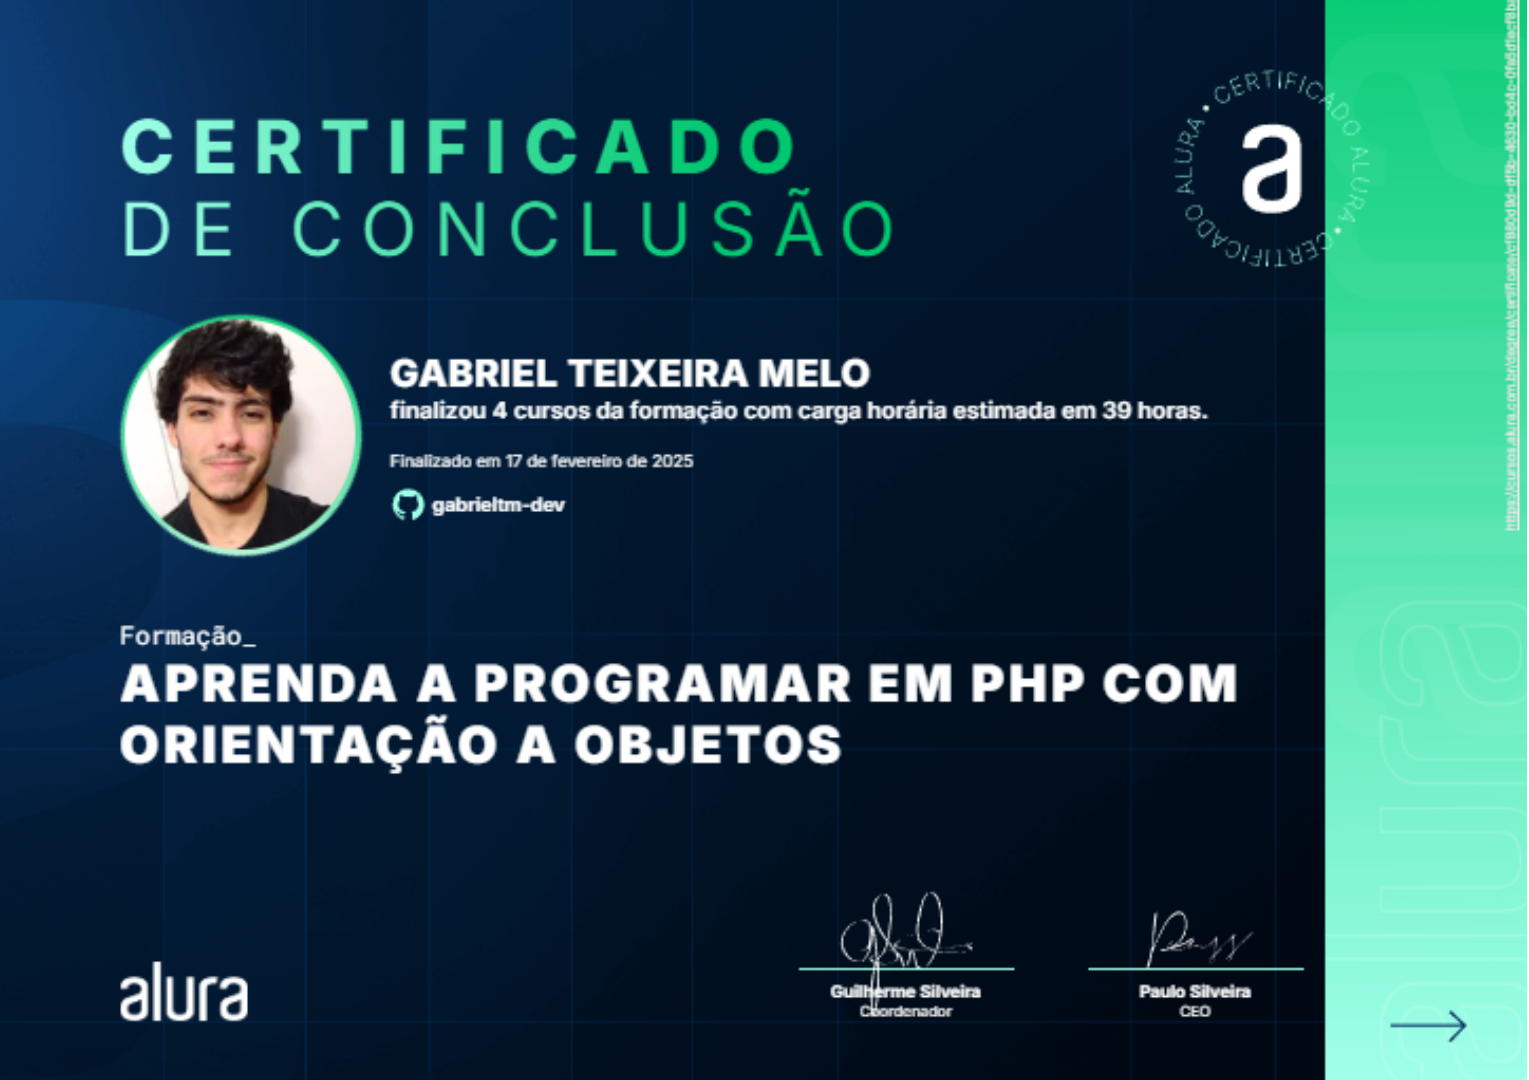 CERTIFICADO
DE CONCLUSÃO
CERTIFICADO ALURA • CERTIFICADO ALURA •
a
GABRIEL TEIXEIRA MELO
finalizou 4 cursos da formação com carga horária estimada em 39 horas.
Finalizado em 17 de fevereiro de 2025
gabrieltm-dev
Formação_
APRENDA A PROGRAMAR EM PHP COM
ORIENTAÇÃO A OBJETOS
alura
Guilherme Silveira
Coordenador
Paulo Silveira
CEO
alura